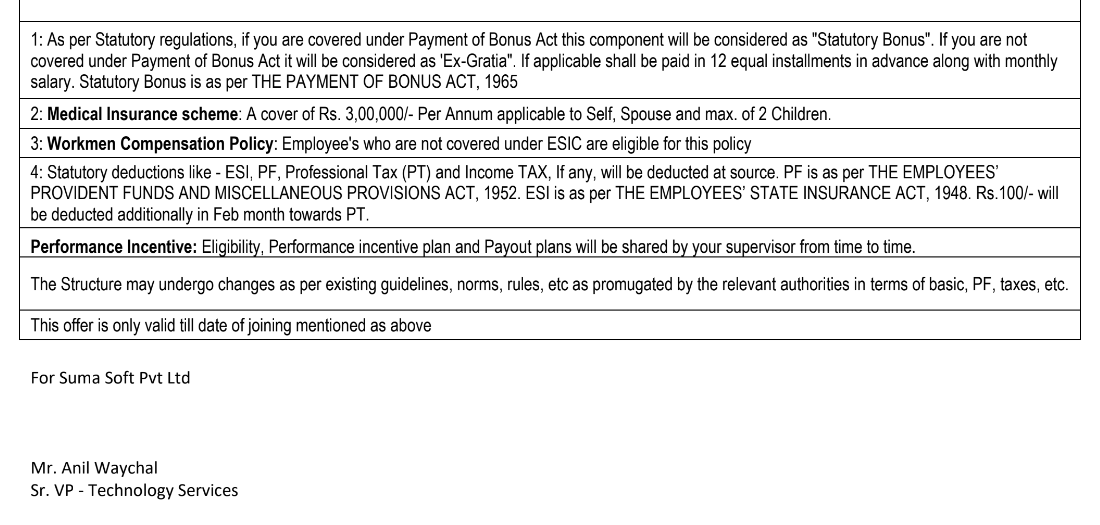 1: As per Statutory regulations, if you are covered under Payment of Bonus Act this component will be considered as "Statutory Bonus". If you are not
covered under Payment of Bonus Act it will be considered as 'Ex-Gratia". If applicable shall be paid in 12 equal installments in advance along with monthly
salary. Statutory Bonus is as per THE PAYMENT OF BONUS ACT, 1965
2: Medical Insurance scheme: A cover of Rs. 3,00,000/- Per Annum applicable to Self, Spouse and max. of 2 Children.
3: Workmen Compensation Policy: Employee's who are not covered under ESIC are eligible for this policy
4: Statutory deductions like - ESI, PF, Professional Tax (PT) and Income TAX, If any, will be deducted at source. PF is as per THE EMPLOYEES’
PROVIDENT FUNDS AND MISCELLANEOUS PROVISIONS ACT, 1952. ESI is as per THE EMPLOYEES’ STATE INSURANCE ACT, 1948. Rs.100/- will
be deducted additionally in Feb month towards PT.
Performance Incentive: Eligibility, Performance incentive plan and Payout plans will be shared by your supervisor from time to time.
The Structure may undergo changes as per existing guidelines, norms, rules, etc as promugated by the relevant authorities in terms of basic, PF, taxes, etc.
This offer is only valid till date of joining mentioned as above
For Suma Soft Pvt Ltd
Mr. Anil Waychal
Sr. VP - Technology Services